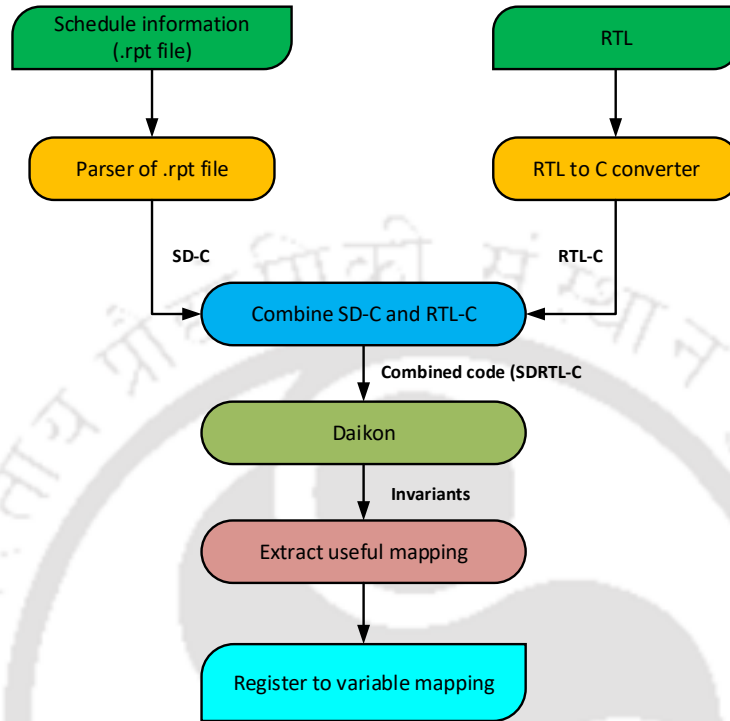 Schedule information
(.rpt file)
RTL
Parser of .rpt file
RTL to C converter
SD-C
RTL-C
Combine SD-C and RTL-C
Combined code (SDRTL-C
Daikon
Invariants
Extract useful mapping
Register to variable mapping